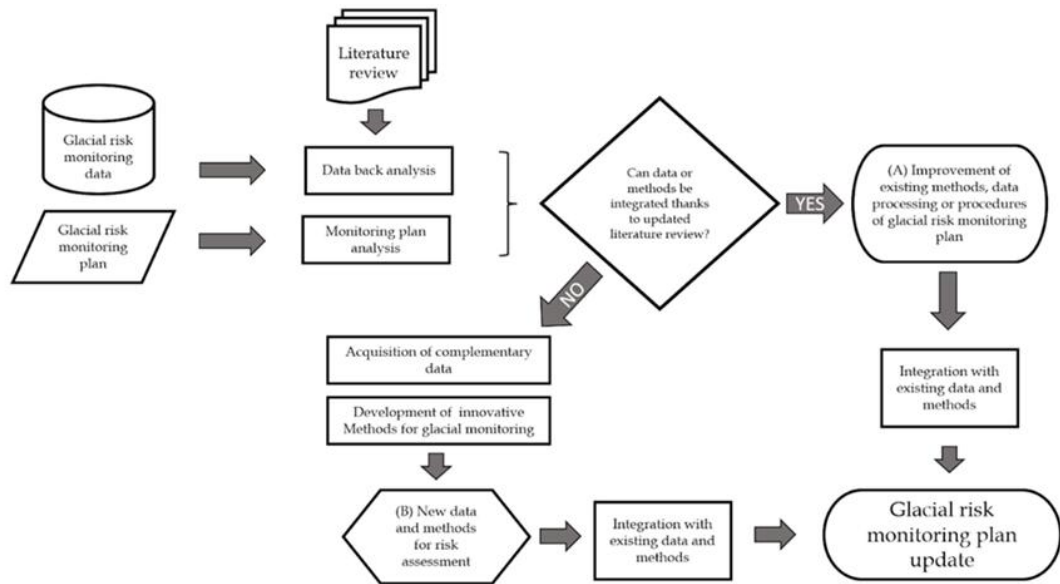 Literature
review
Glacial risk
monitoring
data
Data back analysis
Glacial risk
monitoring
plan
Monitoring plan
analysis
Can data or
methods be
integrated thanks
to updated
literature review?
YES
(A) Improvement of
existing methods, data
processing or procedures
of glacial risk monitoring
plan
NO
Acquisition of complementary
data
Development of innovative
Methods for glacial monitoring
Integration with
existing data and
methods
(B) New data
and methods
for risk
assessment
Integration with
existing data and
methods
Glacial risk
monitoring plan
update